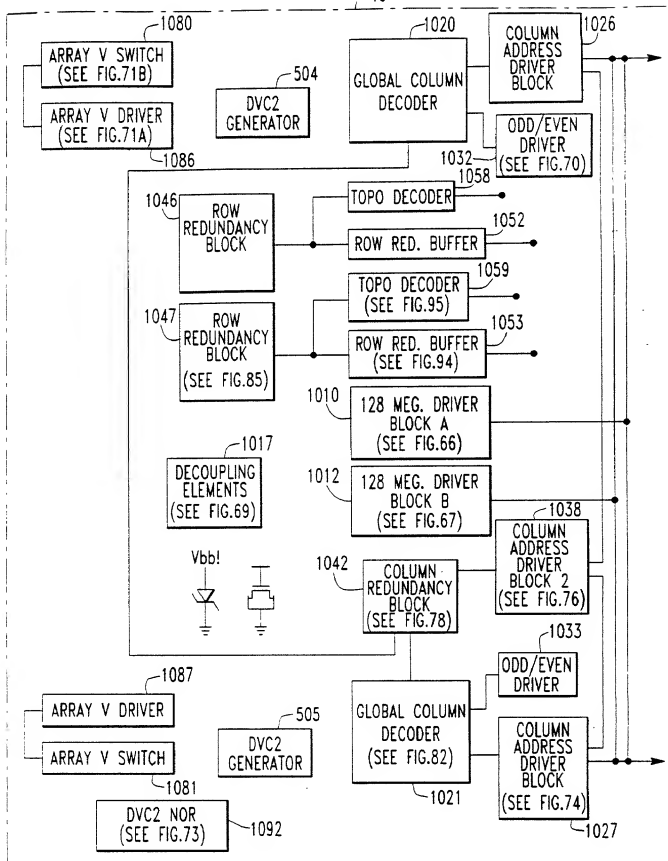 1080
ARRAY V SWITCH
(SEE FIG.71B)
ARRAY V DRIVER
(SEE FIG.71A)
1086
504
DVC2
GENERATOR
1020
GLOBAL COLUMN
DECODER
1026
COLUMN
ADDRESS
DRIVER
BLOCK
ODD/EVEN
DRIVER
(SEE FIG.70)
1032
1046
ROW
REDUNDANCY
BLOCK
1058
TOPO DECODER
1052
ROW RED. BUFFER
1047
ROW
REDUNDANCY
BLOCK
(SEE FIG.85)
1059
TOPO DECODER
(SEE FIG.95)
1053
ROW RED. BUFFER
(SEE FIG.94)
1010
128 MEG. DRIVER
BLOCK A
(SEE FIG.66)
1017
DECOUPLING
ELEMENTS
(SEE FIG.69)
1012
128 MEG. DRIVER
BLOCK B
(SEE FIG.67)
1038
COLUMN
ADDRESS
DRIVER
BLOCK 2
(SEE FIG.76)
Vbb!
1042
COLUMN
REDUNDANCY
BLOCK
(SEE FIG.78)
1033
ODD/EVEN
DRIVER
1087
ARRAY V DRIVER
ARRAY V SWITCH
1081
505
DVC2
GENERATOR
GLOBAL COLUMN
DECODER
(SEE FIG.82)
1021
COLUMN
ADDRESS
DRIVER
BLOCK
(SEE FIG.74)
1027
DVC2 NOR
(SEE FIG.73)
1092